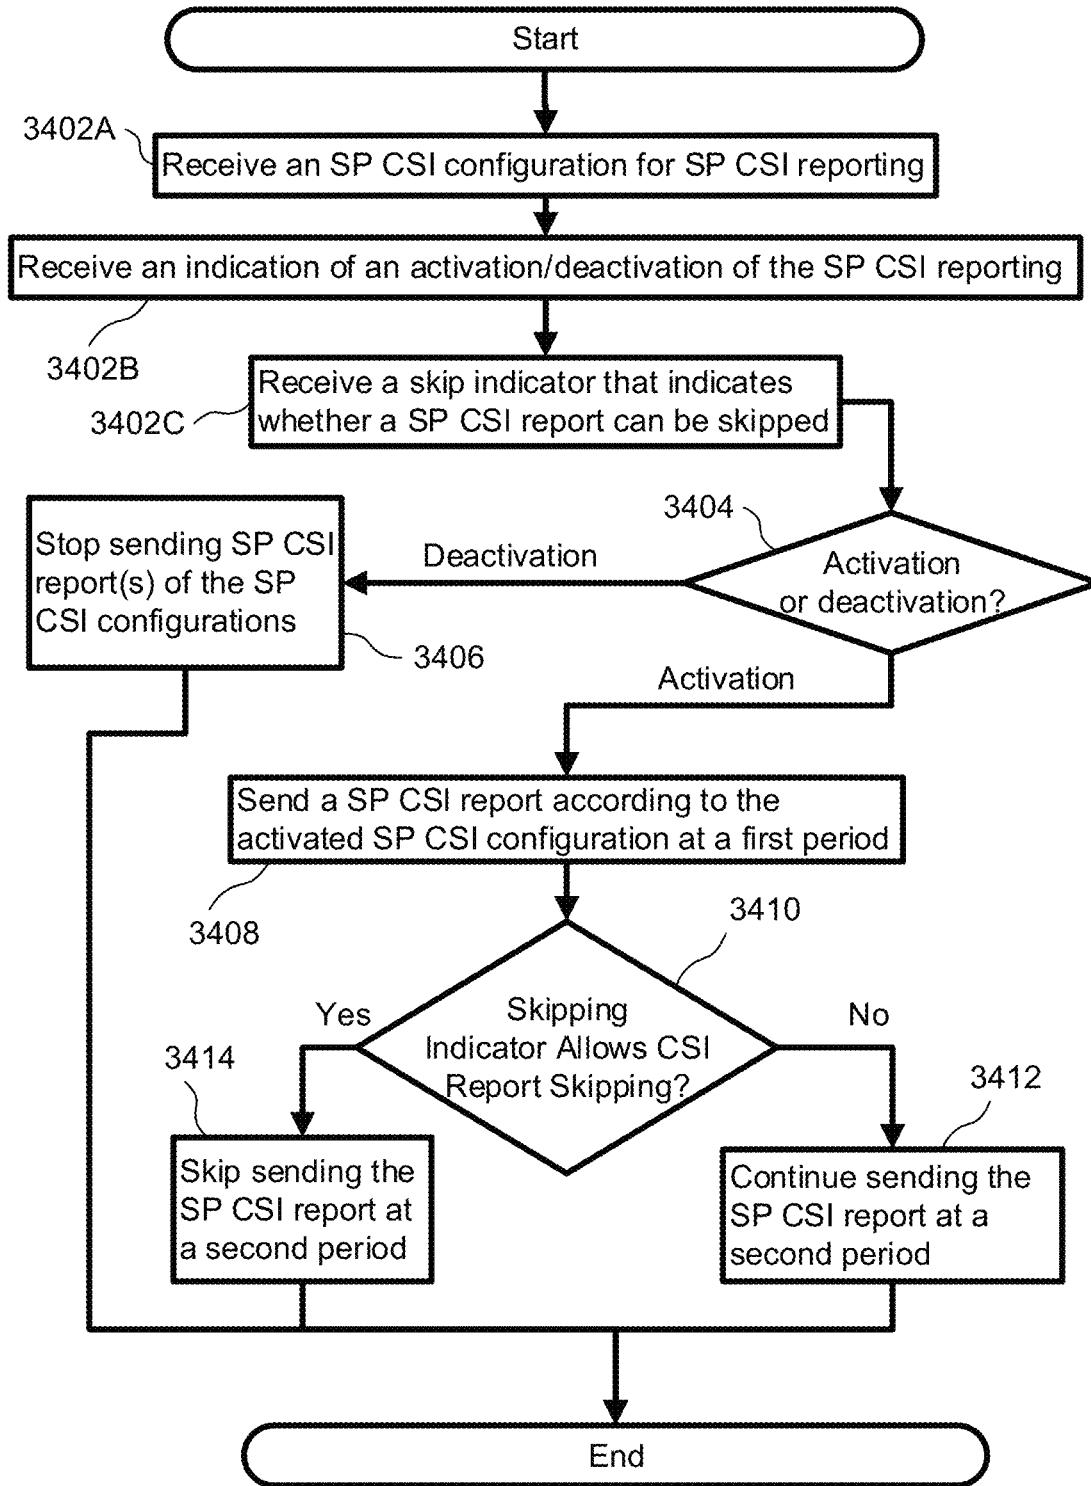 Start
3402A
Receive an SP CSI configuration for SP CSI reporting
Receive an indication of an activation/deactivation of the SP CSI reporting
3402B
Receive a skip indicator that indicates
whether a SP CSI report can be skipped
3402C
3404
Activation
or deactivation?
Deactivation
Stop sending SP CSI
report(s) of the SP
CSI configurations
3406
Activation
Send a SP CSI report according to the
activated SP CSI configuration at a first period
3408
3410
Skipping
Indicator Allows CSI
Report Skipping?
Yes
No
3414
3412
Skip sending the
SP CSI report at
a second period
Continue sending the
SP CSI report at a
second period
End